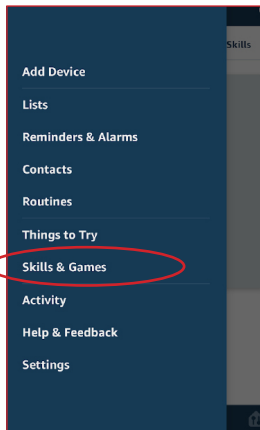 Skills
Add Device
Lists
Reminders & Alarms
Contacts
Routines
Things to Try
Skills & Games
Activity
Help & Feedback
Settings